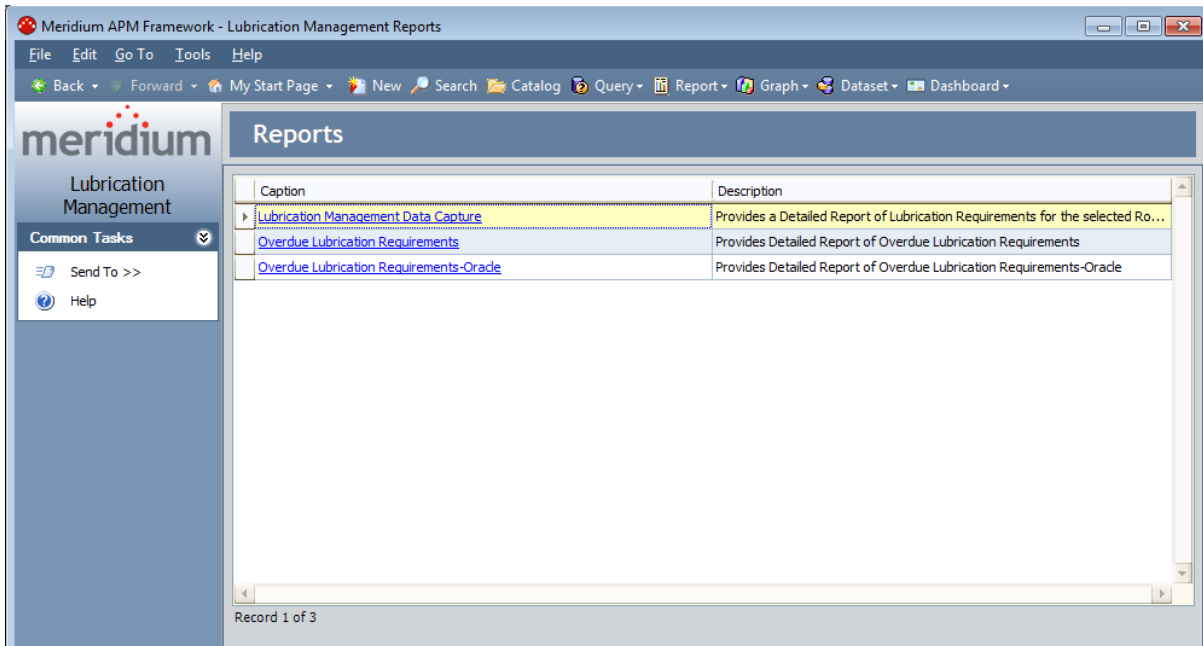 Meridium APM Framework - Lubrication Management Reports
File Edit Go To Tools Help
Back Forward My Start Page New Search Catalog Query Report Graph Dataset Dashboard
meridium
Reports
Lubrication
Management
Common Tasks
Send To >>
Help
Caption Description
Lubrication Management Data Capture Provides a Detailed Report of Lubrication Requirements for the selected Ro...
Overdue Lubrication Requirements Provides Detailed Report of Overdue Lubrication Requirements
Overdue Lubrication Requirements-Oracle Provides Detailed Report of Overdue Lubrication Requirements-Oracle
Record 1 of 3